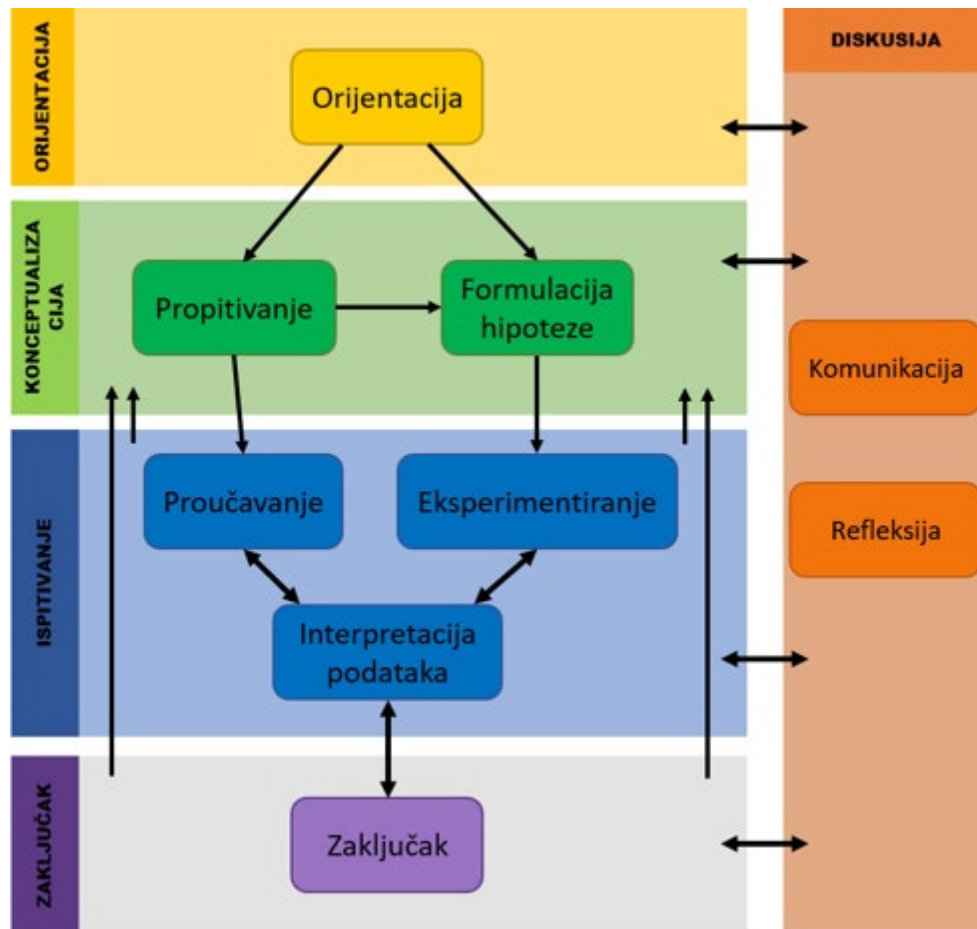 ORIJENTACIJA
Orijentacija
DISKUSIJA
KONCEPTUALIZA
CIJA
Propitivanje
Formulacija
hipoteze
Komunikacija
ISPITIVANJE
Proučavanje
Eksperimentiranje
Refleksija
Interpretacija
podataka
ZAKLJUČAK
Zaključak